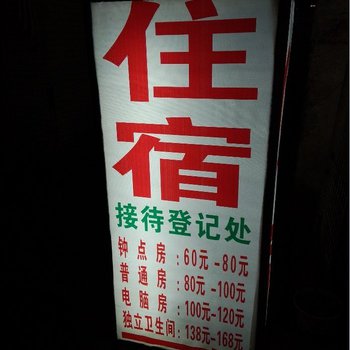 住
宿
接待登记处
钟点房:60元-80元
普通房:80元-100元
电脑房:100元-120元
独立卫生间:138元-168元